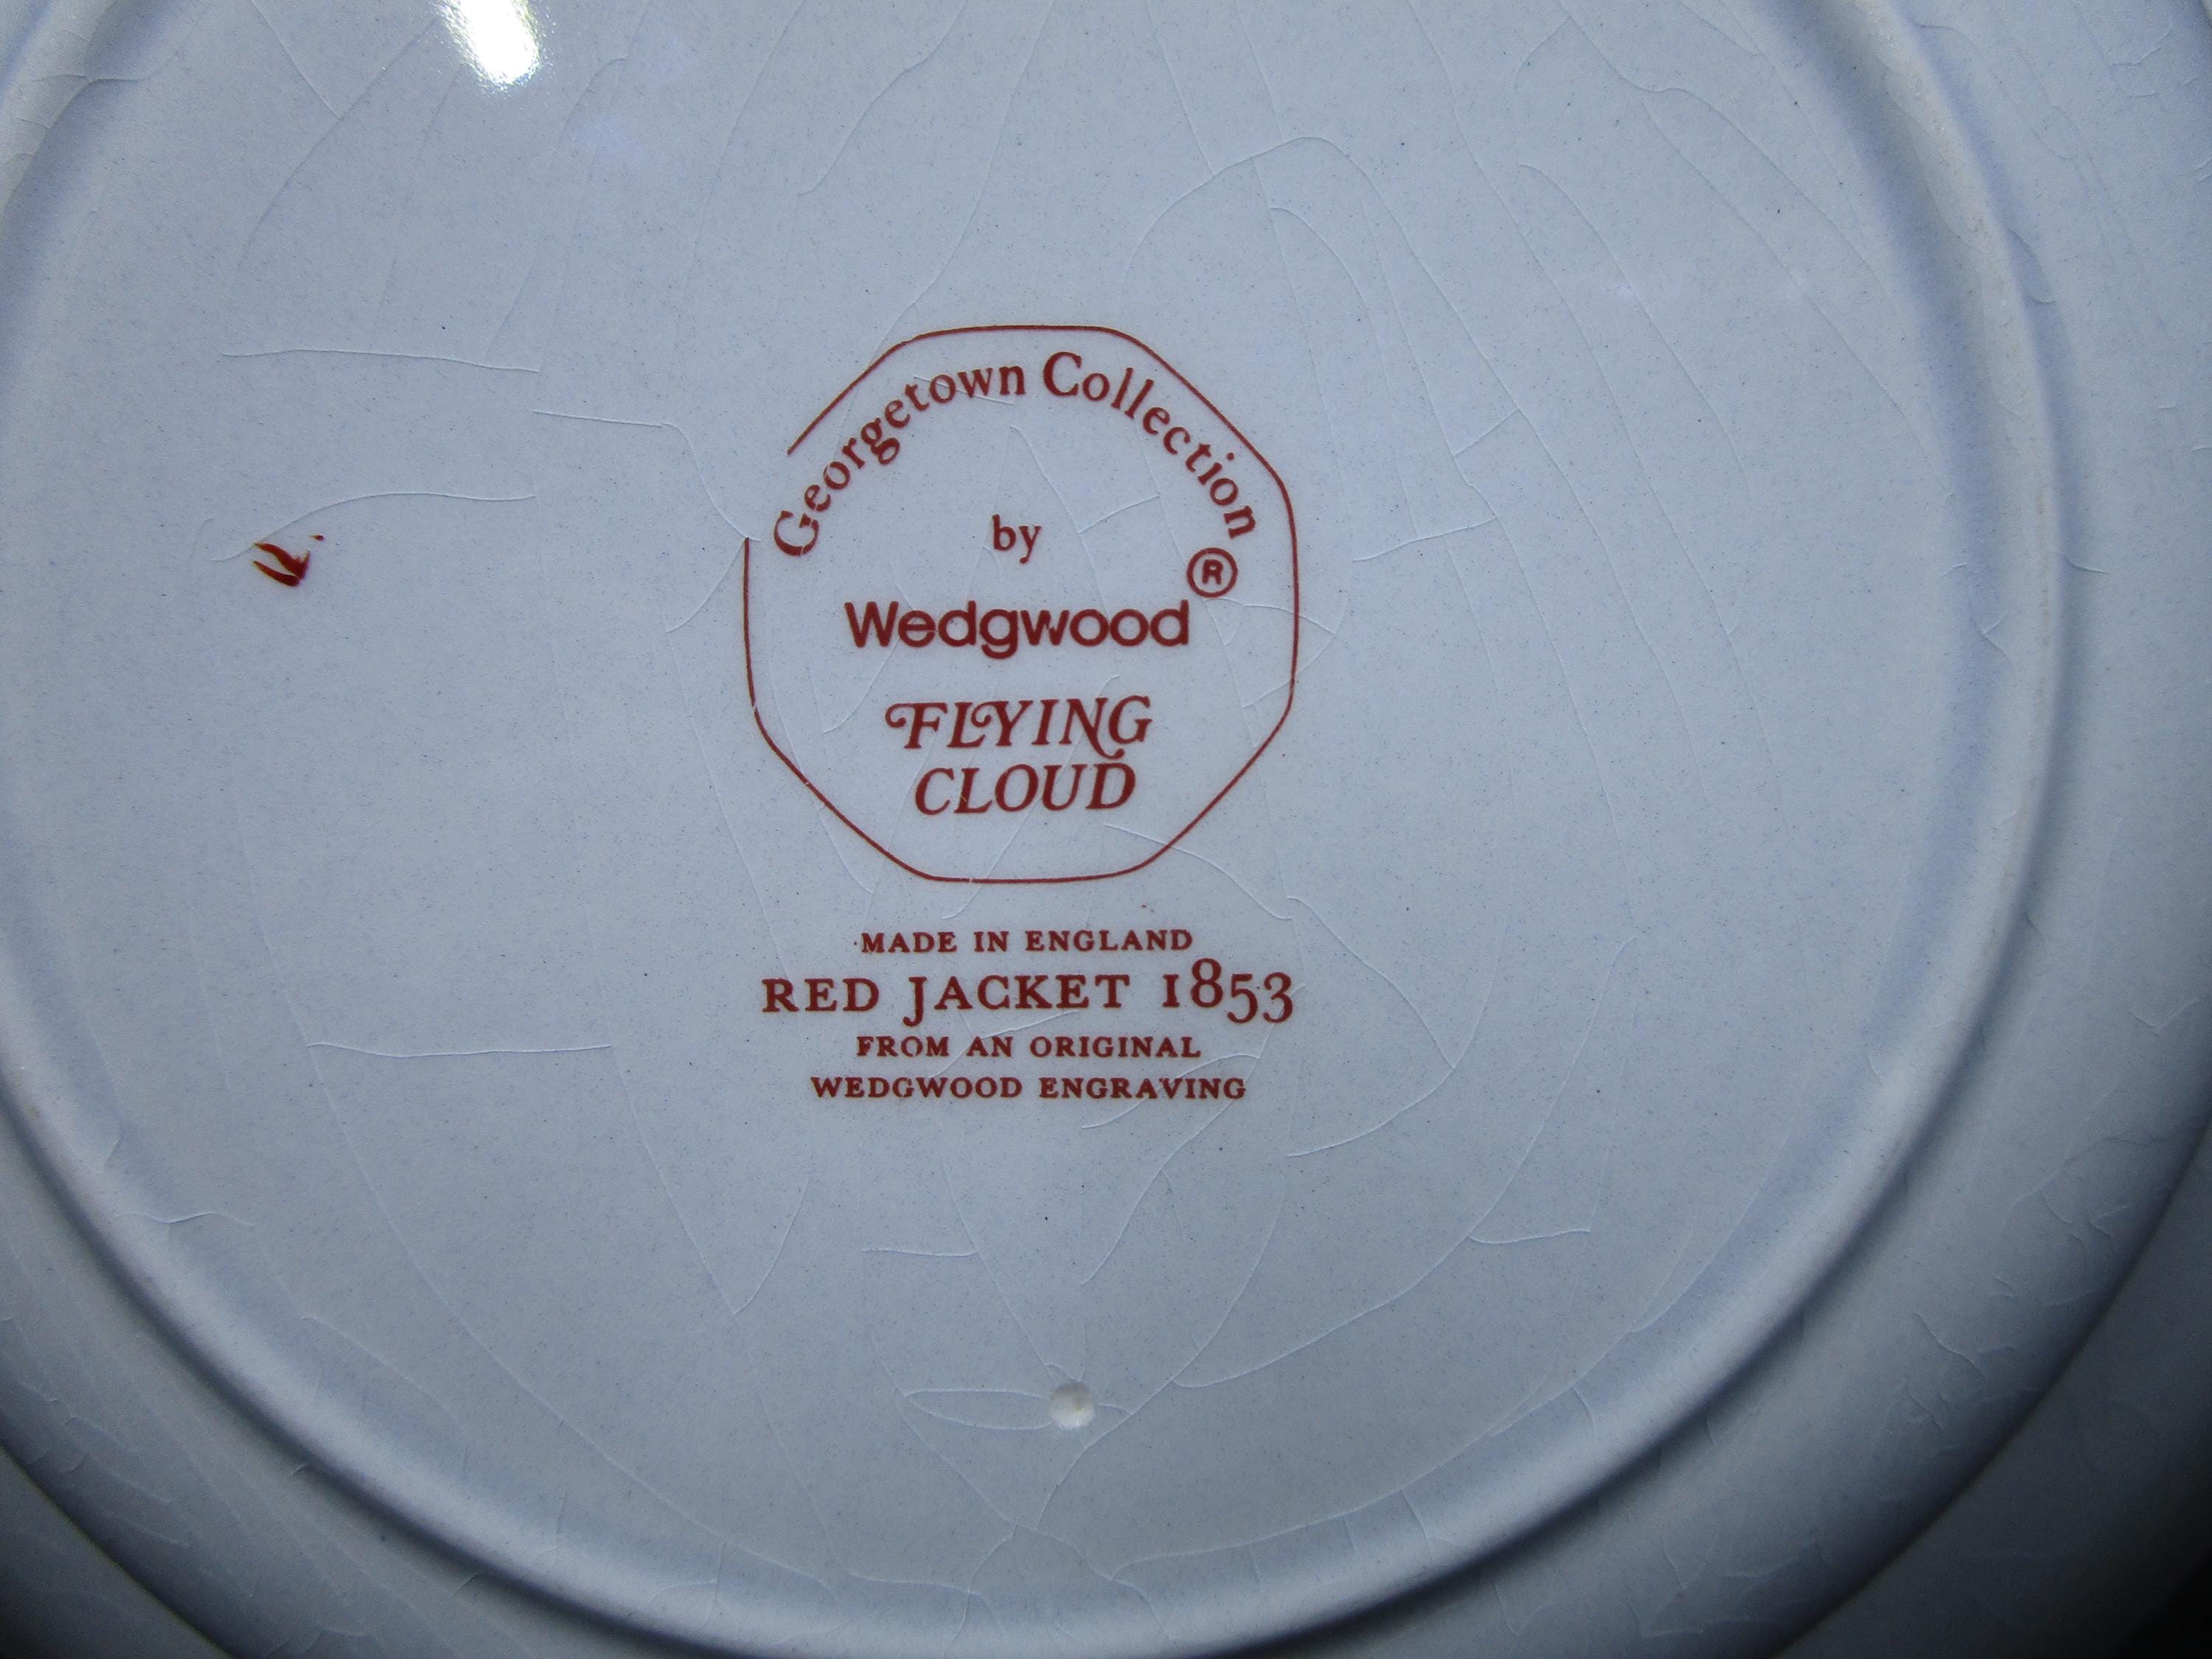 Georgetown Collection
by
Wedgwood ®
FLYING
CLOUD
MADE IN ENGLAND
RED JACKET 1853
FROM AN ORIGINAL
WEDGWOOD ENGRAVING